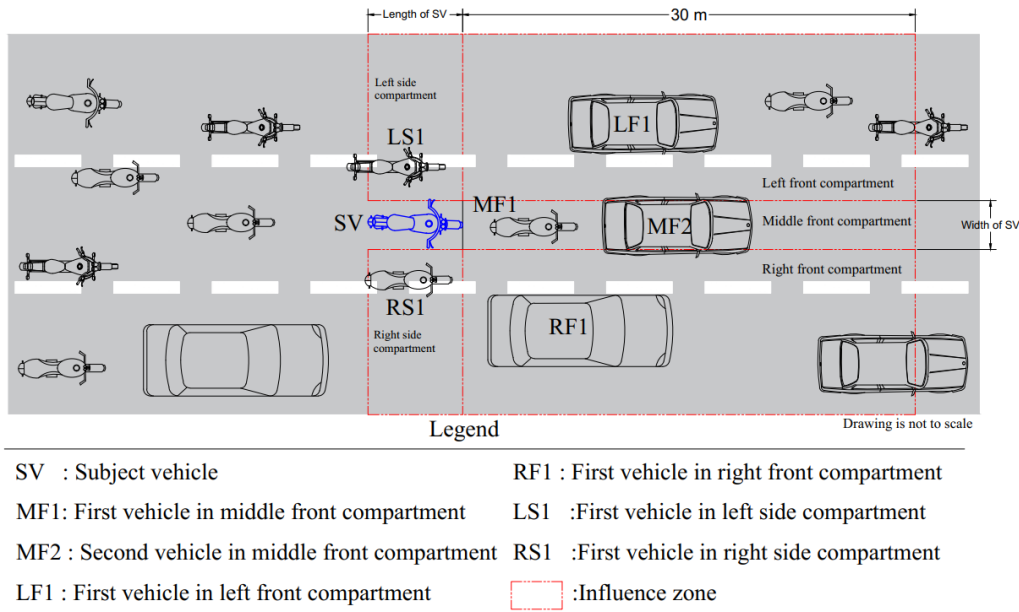 Length of SV
30 m
Left side
compartment
LS1
LF1
Left front compartment
SV
MF1
MF2
Middle front compartment
Width of SV
Right front compartment
RS1
RF1
Right side
compartment
Drawing is not to scale
Legend
SV : Subject vehicle
RF1 : First vehicle in right front compartment
MF1: First vehicle in middle front compartment
LS1 :First vehicle in left side compartment
MF2 : Second vehicle in middle front compartment
RS1 :First vehicle in right side compartment
LF1 : First vehicle in left front compartment
:Influence zone